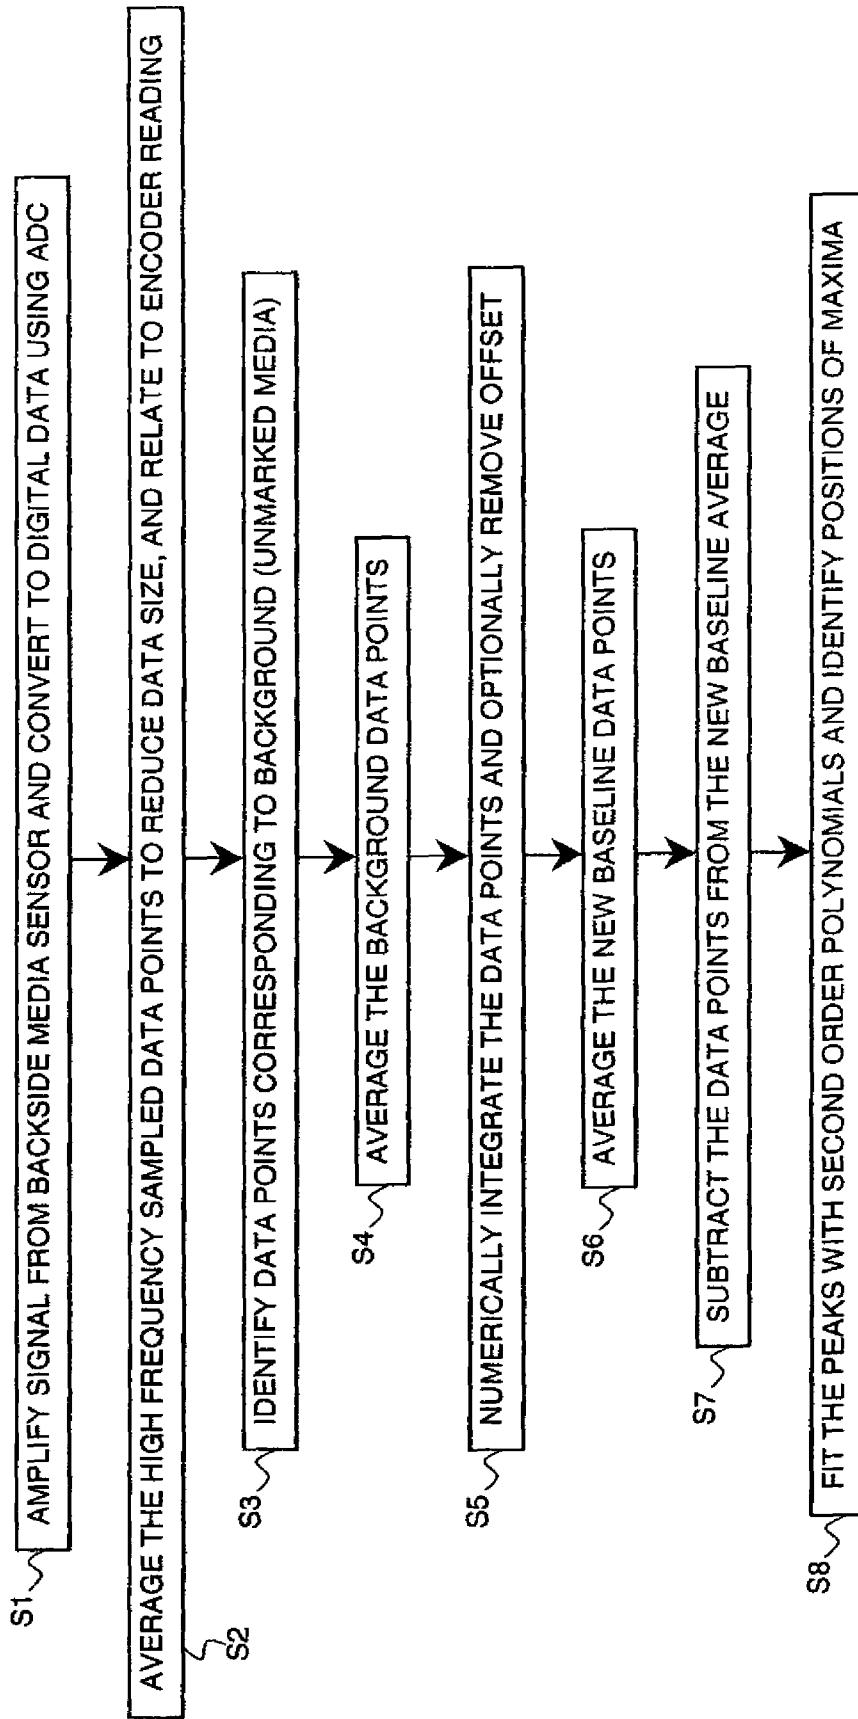 S1
AMPLIFY SIGNAL FROM BACKSIDE MEDIA SENSOR AND CONVERT TO DIGITAL DATA USING ADC
AVERAGE THE HIGH FREQUENCY SAMPLED DATA POINTS TO REDUCE DATA SIZE, AND RELATE TO ENCODER READING
S2
IDENTIFY DATA POINTS CORRESPONDING TO BACKGROUND (UNMARKED MEDIA)
S3
AVERAGE THE BACKGROUND DATA POINTS
S4
NUMERICALLY INTEGRATE THE DATA POINTS AND OPTIONALLY REMOVE OFFSET
S5
AVERAGE THE NEW BASELINE DATA POINTS
S6
SUBTRACT THE DATA POINTS FROM THE NEW BASELINE AVERAGE
S7
FIT THE PEAKS WITH SECOND ORDER POLYNOMIALS AND IDENTIFY POSITIONS OF MAXIMA
S8